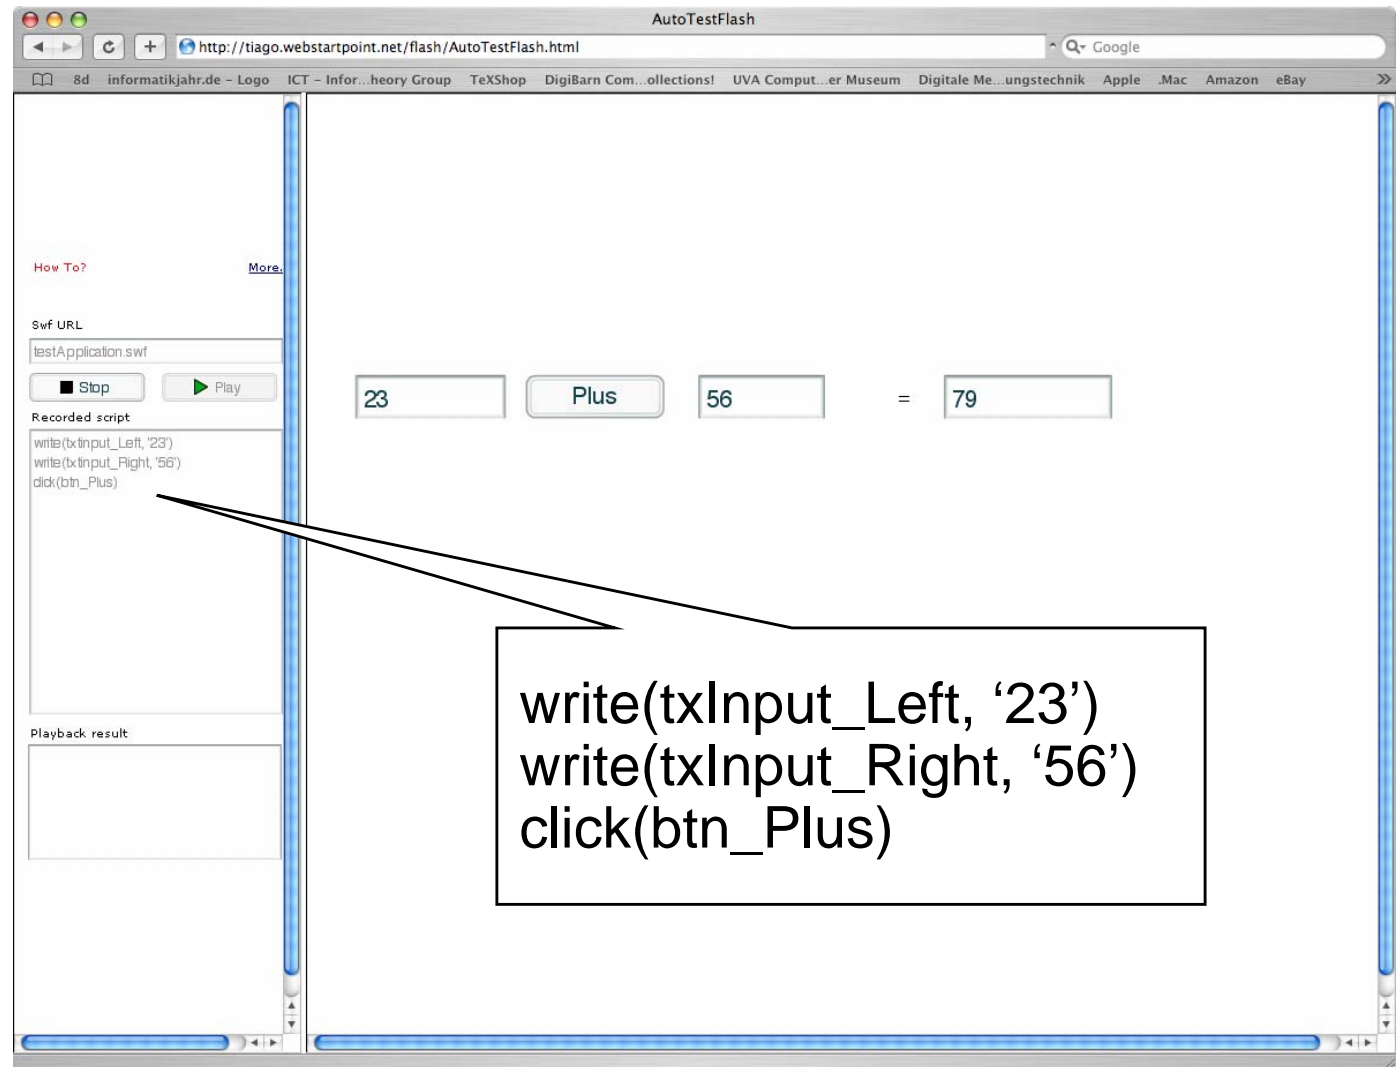 AutoTestFlash
http://tiago.webstartpoint.net/flash/AutoTestFlash.html
Google
8d informatikjahr.de – Logo ICT – Infor...heory Group TeXShop DigiBarn Com...ollections! UVA Comput...er Museum Digitale Me...ungstechnik Apple .Mac Amazon eBay »
How To? More.
Swf URL
testApplication.swf
Stop Play
Recorded script
write(txtinput_Left, '23')
write(txtinput_Right, '56')
click(btn_Plus)
Playback result
23 Plus 56 = 79
write(txInput_Left, ‘23’)
write(txInput_Right, ‘56’)
click(btn_Plus)